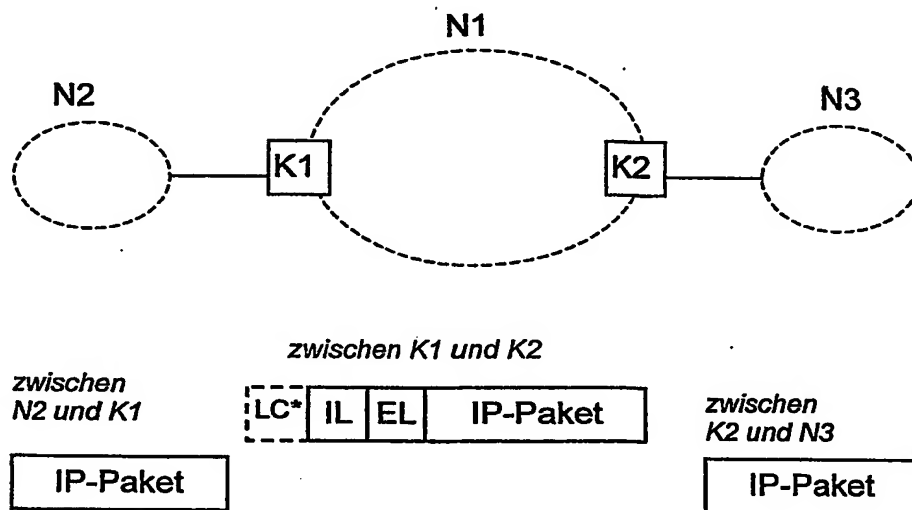 N1
N2
N3
K1
K2
zwischen K1 und K2
zwischen
N2 und K1
LC* IL EL IP-Paket
zwischen
K2 und N3
IP-Paket
IP-Paket